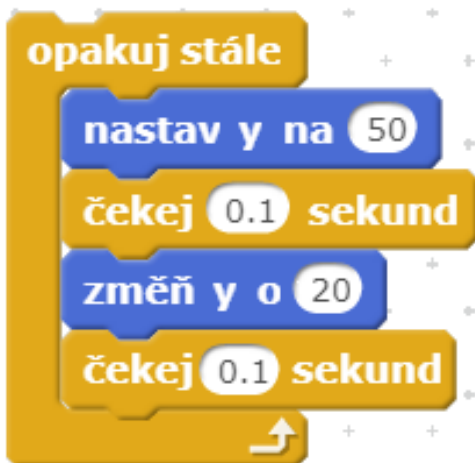 opakuj stále
nastav y na 50
čekej 0.1 sekund
změň y o 20
čekej 0.1 sekund